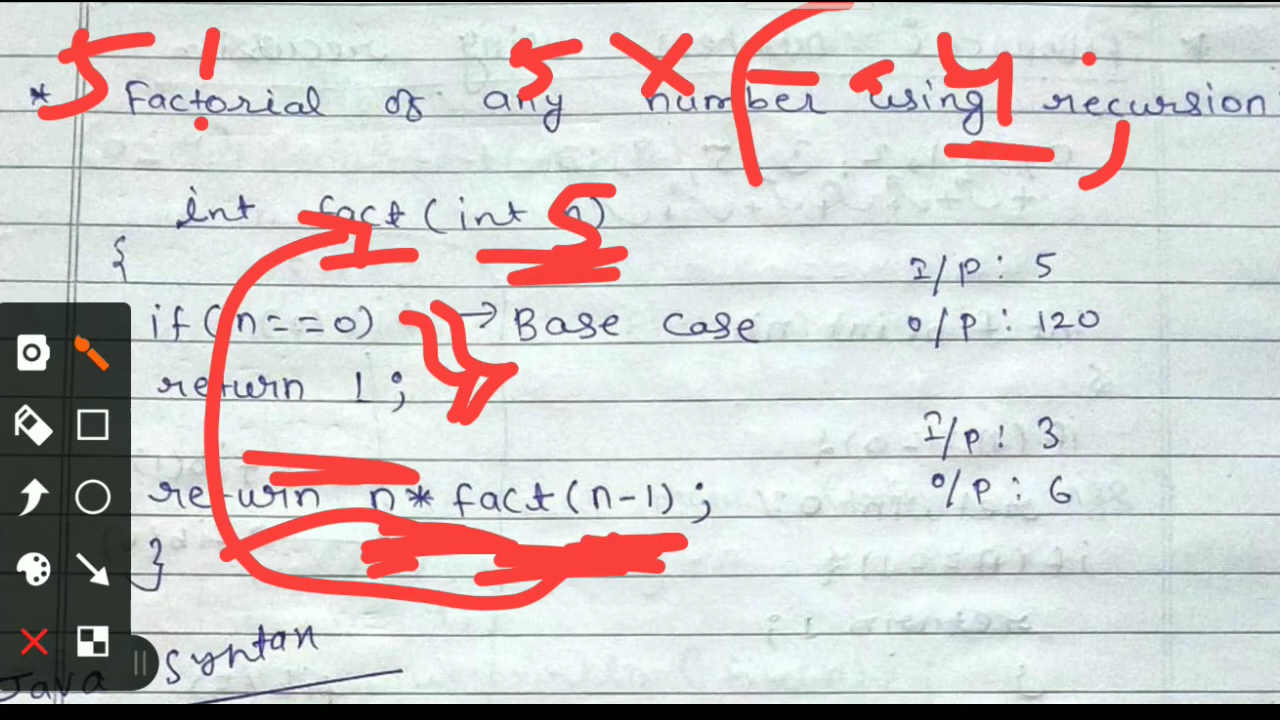 5 ! 5 × ( 4 ;
* Factorial of any number using recursion:
int fact(int n) 5
{
I/p: 5
if(n==0) → Base case
o/p: 120
return 1;
I/p: 3
return n* fact(n-1);
o/p: 6
}
Java Syntax